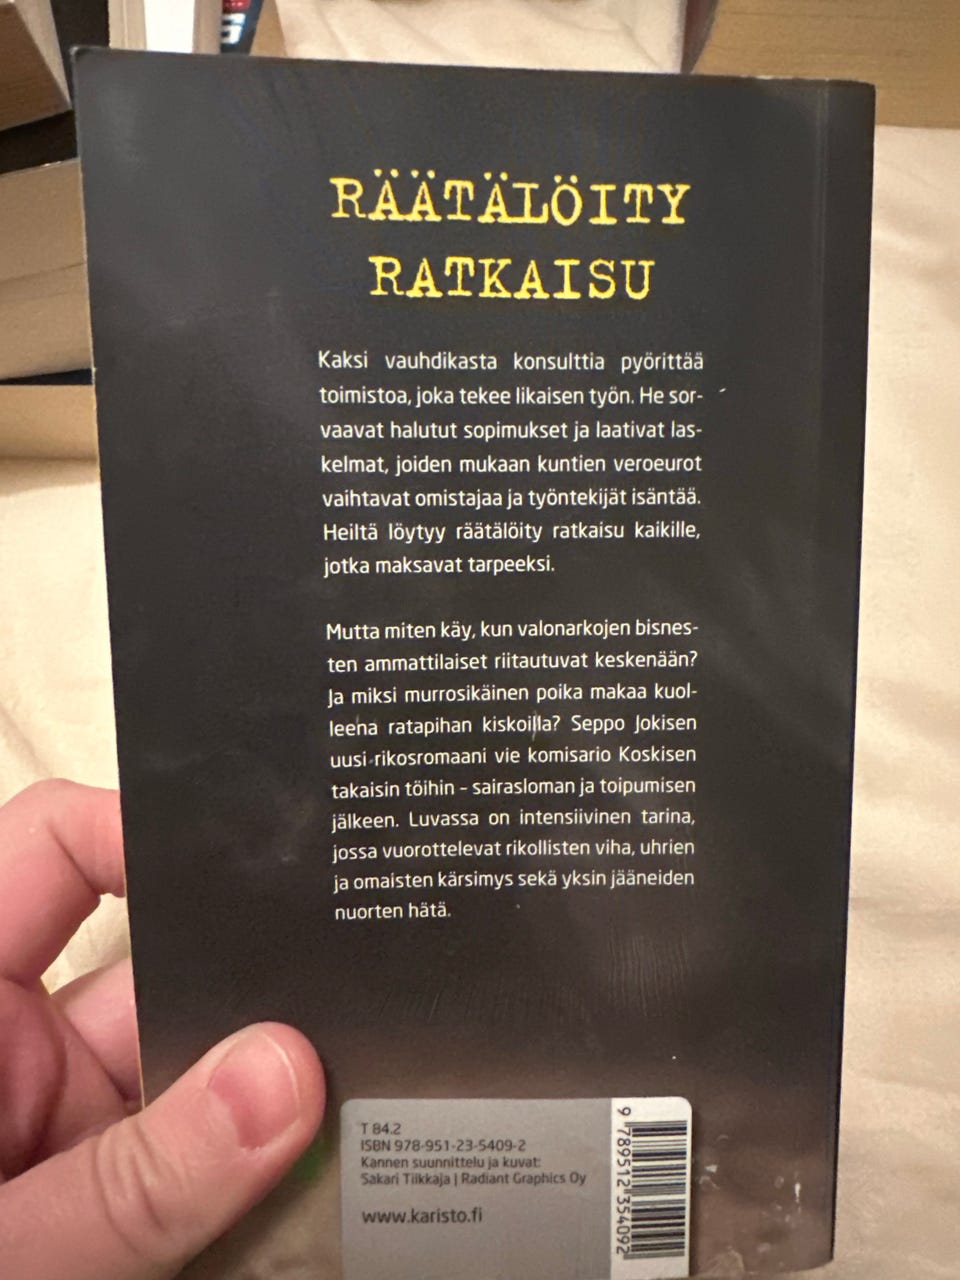 RÄÄTÄLÖITY
RATKAISU
Kaksi vauhdikasta konsulttia pyörittää
toimistoa, joka tekee likaisen työn. He sor-
vaavat halutut sopimukset ja laativat las-
kelmat, joiden mukaan kuntien veroeurot
vaihtavat omistajaa ja työntekijät isäntää.
Heiltä löytyy räätälöity ratkaisu kaikille,
jotka maksavat tarpeeksi.
Mutta miten käy, kun valonarkojen bisnes-
ten ammattilaiset riitautuvat keskenään?
Ja miksi murrosikäinen poika makaa kuol-
leena ratapihan kiskoilla? Seppo Jokisen
uusi rikosromaani vie komisario Koskisen
takaisin töihin – sairasloman ja toipumisen
jälkeen. Luvassa on intensiivinen tarina,
jossa vuorottelevat rikollisten viha, uhrien
ja omaisten kärsimys sekä yksin jääneiden
nuorten hätä.
T 84.2
ISBN 978-951-23-5409-2
Kannen suunnittelu ja kuvat:
Sakari Tiikkaja | Radiant Graphics Oy
www.karisto.fi
9 789512 354092